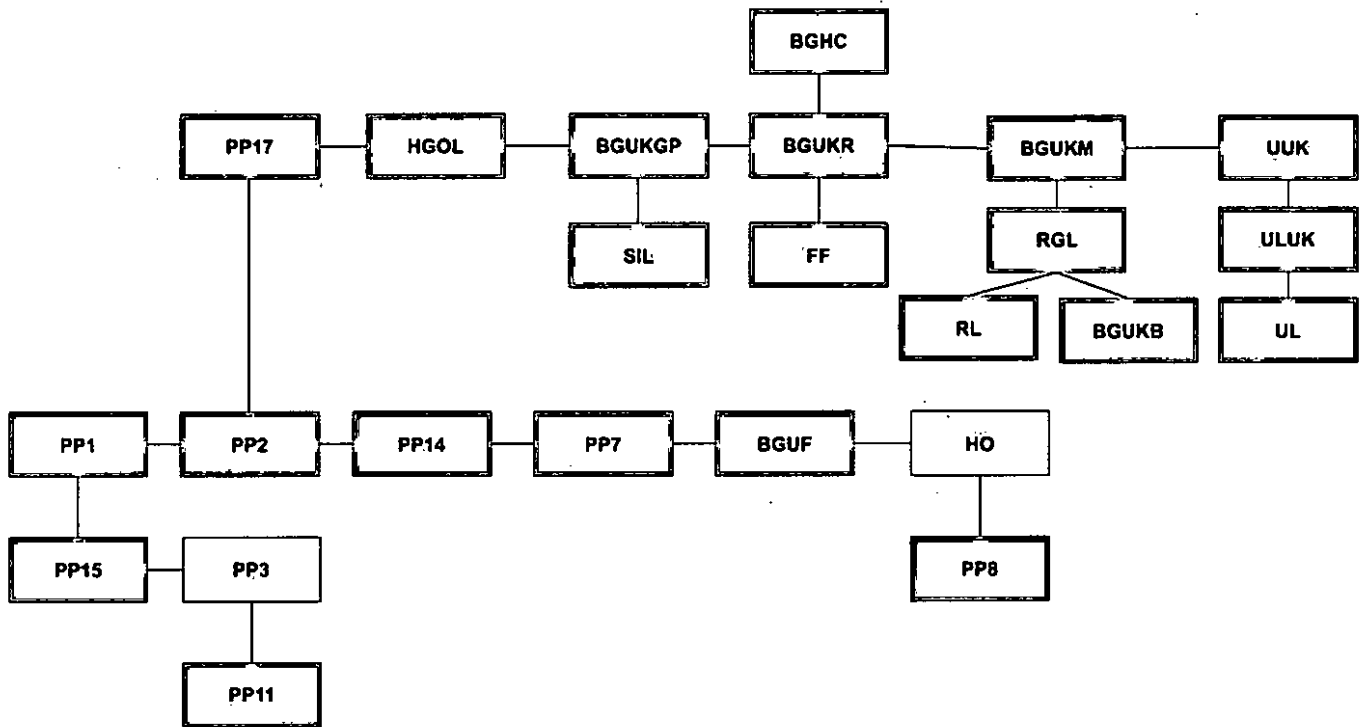 BGHC
PP17 HGOL BGUKGP BGUKR BGUKM UUK
SIL FF RGL ULUK
RL BGUKB UL
PP1 PP2 PP14 PP7 BGUF HO
PP15 PP3 PP8
PP11